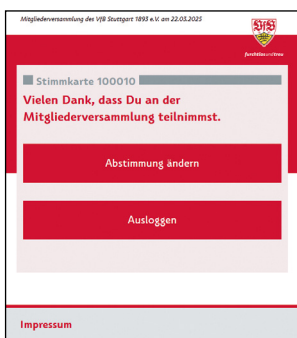 Mitgliederversammlung des VfB Stuttgart 1893 e.V. am 22.03.2025
VfB
furchtlos und treu
Stimmkarte 100010
Vielen Dank, dass Du an der
Mitgliederversammlung teilnimmst.
Abstimmung ändern
Ausloggen
Impressum